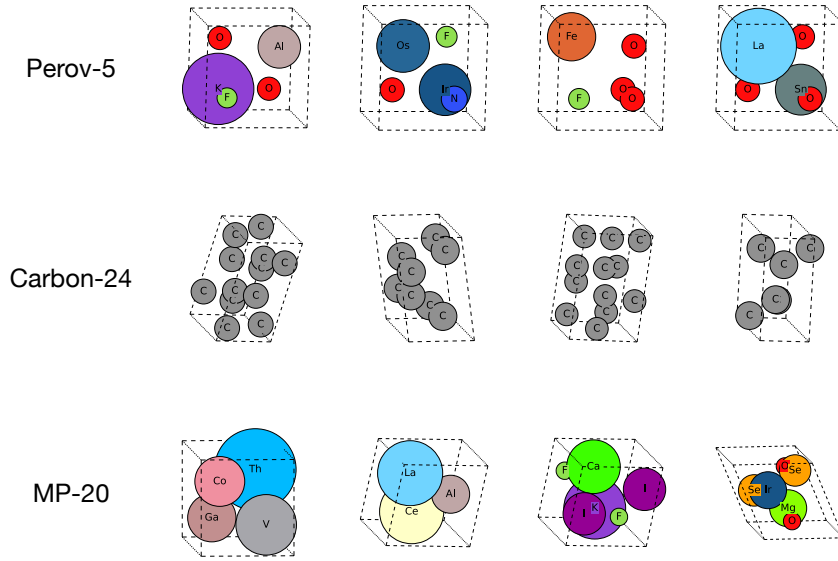 Perov-5
O Al K F O
Os F O Ir N
Fe O O F O
La O O Sn O
Carbon-24
C C C C C C C C C C C C
C C C C C C C C
C C C C C C C C C C C C
C C C C C
MP-20
Th Co Ga V
La Al Ce
Ca F I K I F
O Se Se Ir Mg O